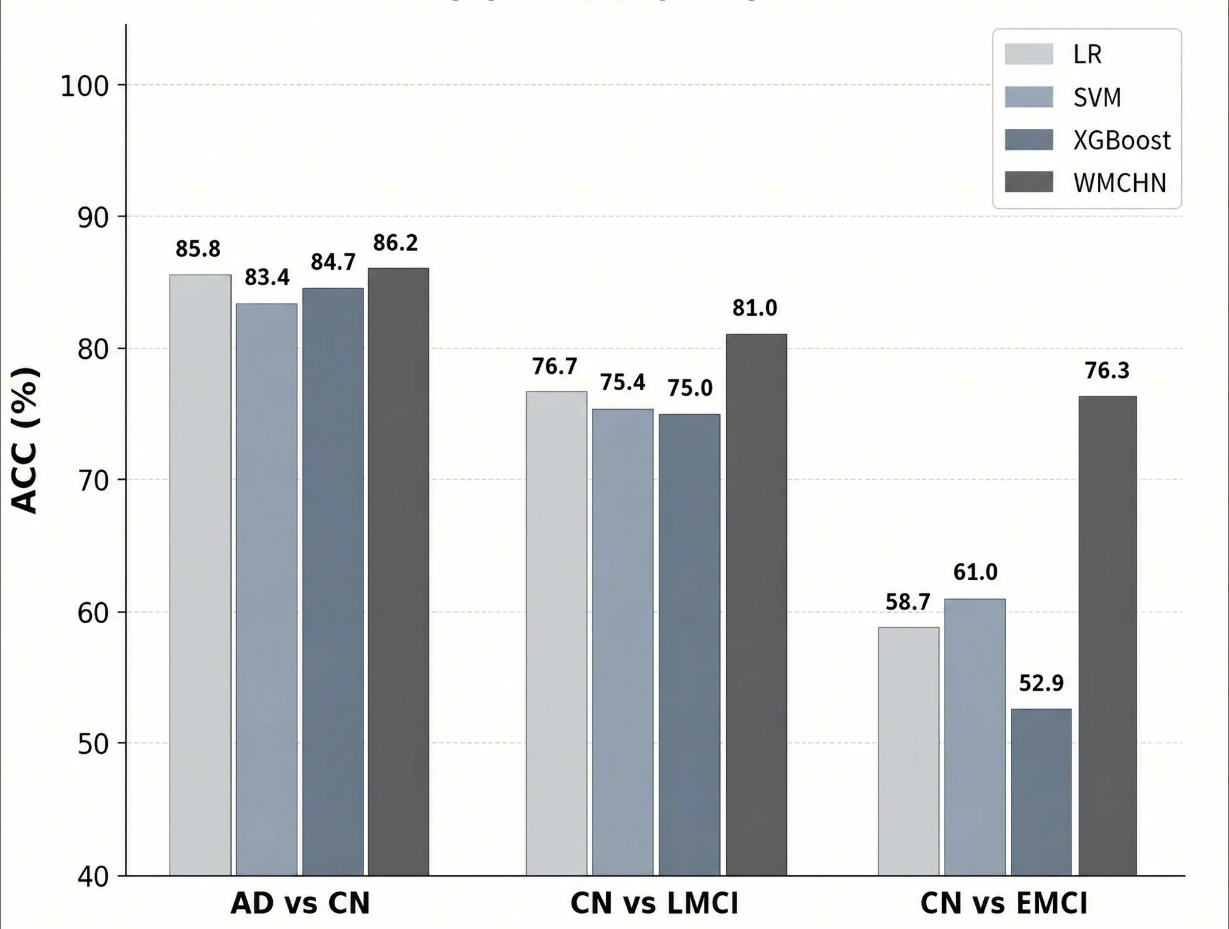 LR
SVM
XGBoost
WMCHN
ACC (%)
100
90
80
70
60
50
40
85.8
83.4
84.7
86.2
76.7
75.4
75.0
81.0
58.7
61.0
52.9
76.3
AD vs CN
CN vs LMCI
CN vs EMCI